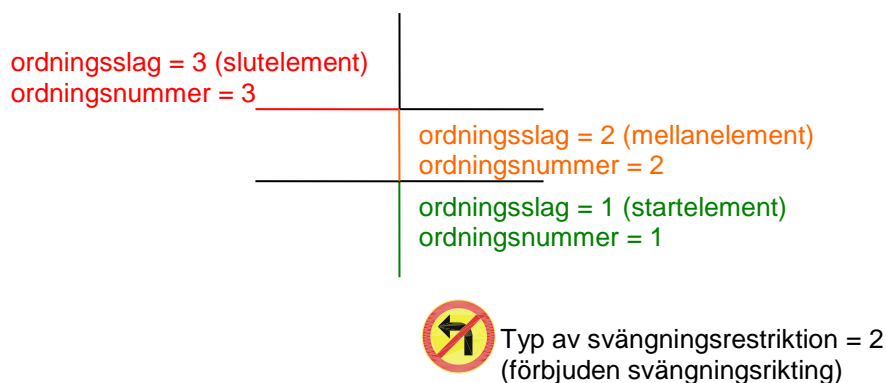 ordningsslag = 3 (slutelement)
ordningsnummer = 3
ordningsslag = 2 (mellanelement)
ordningsnummer = 2
ordningsslag = 1 (startelement)
ordningsnummer = 1
Typ av svängningsrestriktion = 2
(förbjuden svängningsrikting)